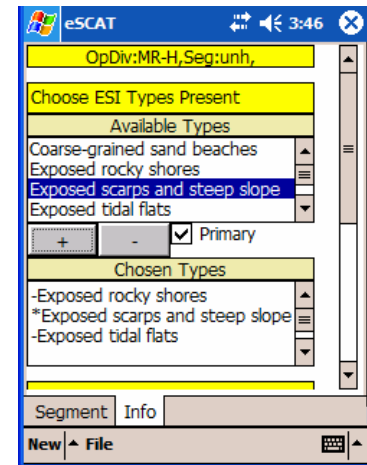 eSCAT 3:46
OpDiv:MR-H,Seg:unh,
Choose ESI Types Present
Available Types
Coarse-grained sand beaches
Exposed rocky shores
Exposed scarps and steep slope
Exposed tidal flats
+ - Primary
Chosen Types
-Exposed rocky shores
*Exposed scarps and steep slope
-Exposed tidal flats
Segment Info
New File